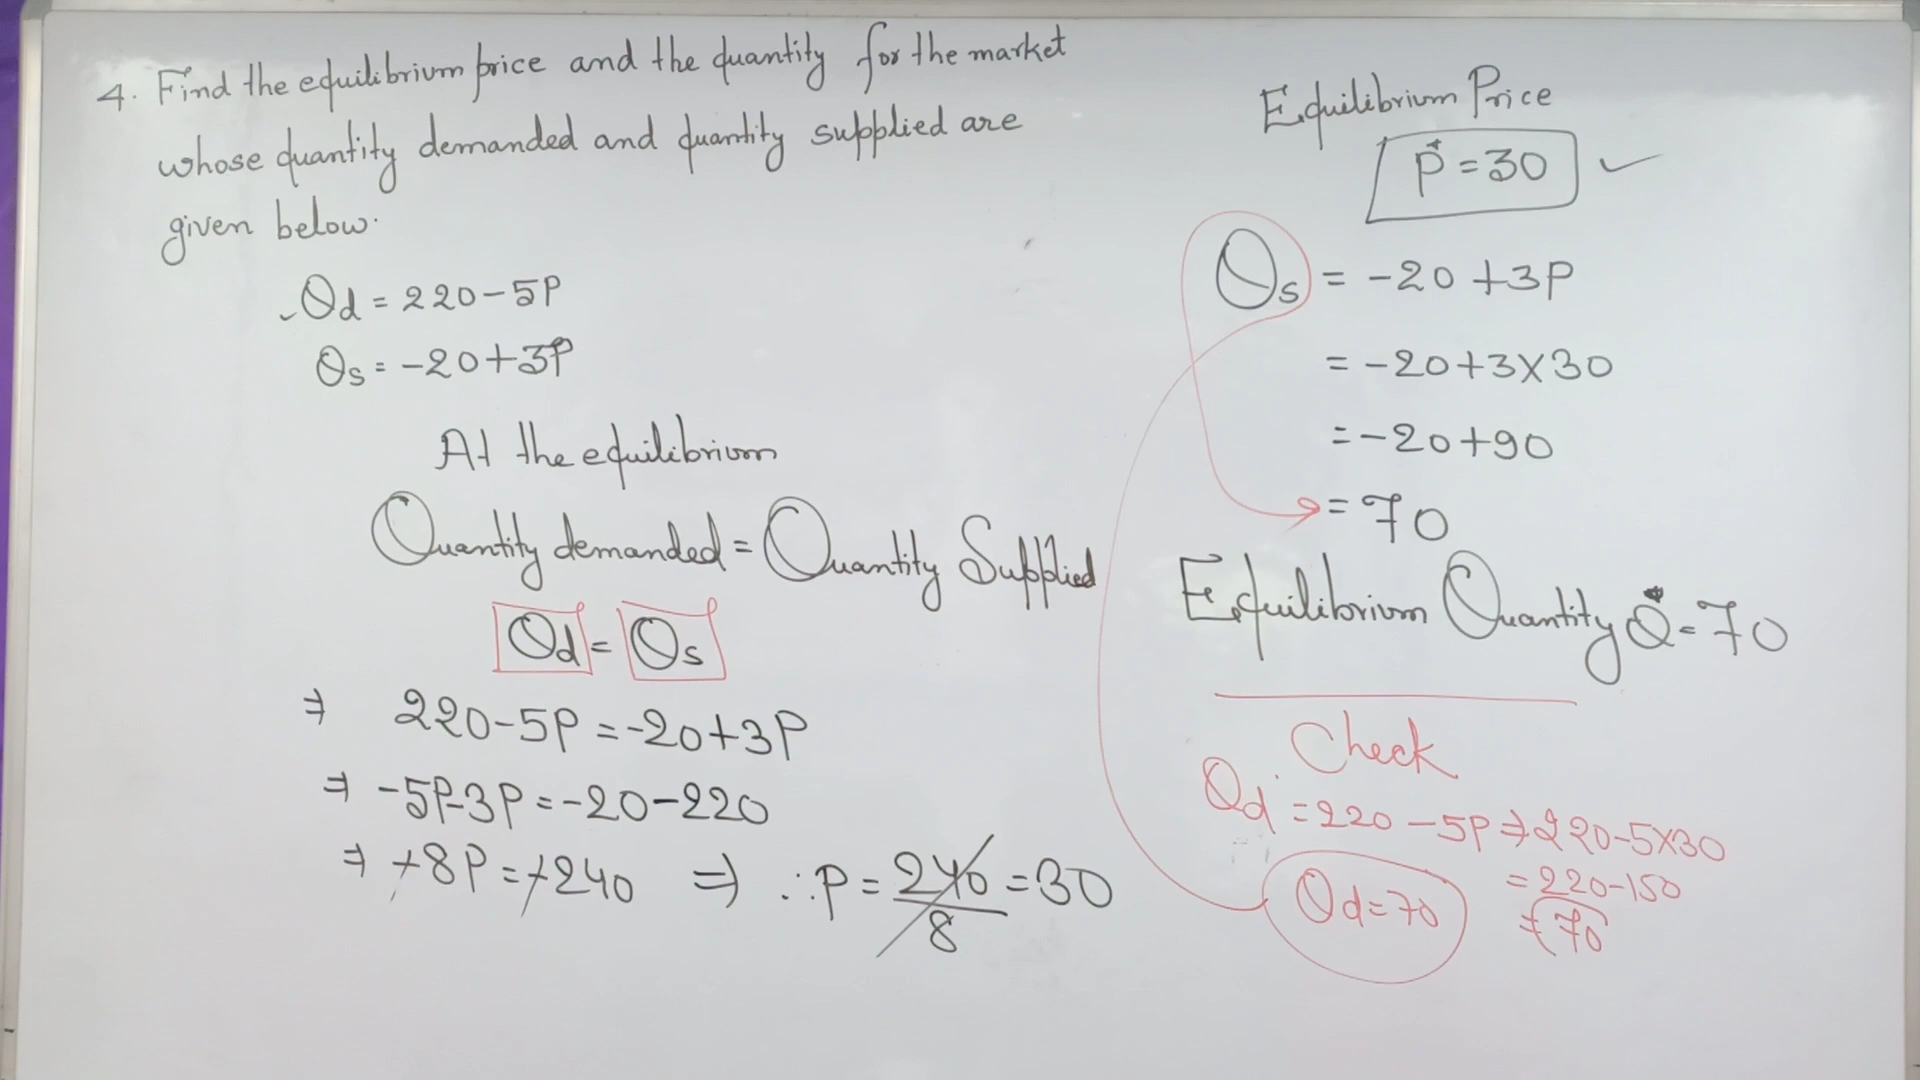 4. Find the equilibrium price and the quantity for the market
whose quantity demanded and quantity supplied are
given below.
Qd = 220-5P
Qs = -20+3P
At the equilibrium
Quantity demanded = Quantity Supplied
Qd = Qs
⇒ 220-5P = -20+3P
⇒ -5P-3P = -20-220
⇒ +8P = +240 ⇒ ∴ P = 240/8 = 30
Equilibrium Price
P* = 30 ✓
Qs = -20+3P
= -20+3×30
= -20+90
= 70
Equilibrium Quantity Q* = 70
Check
Qd = 220-5P ⇒ 220-5×30
= 220-150
= 70
Qd = 70